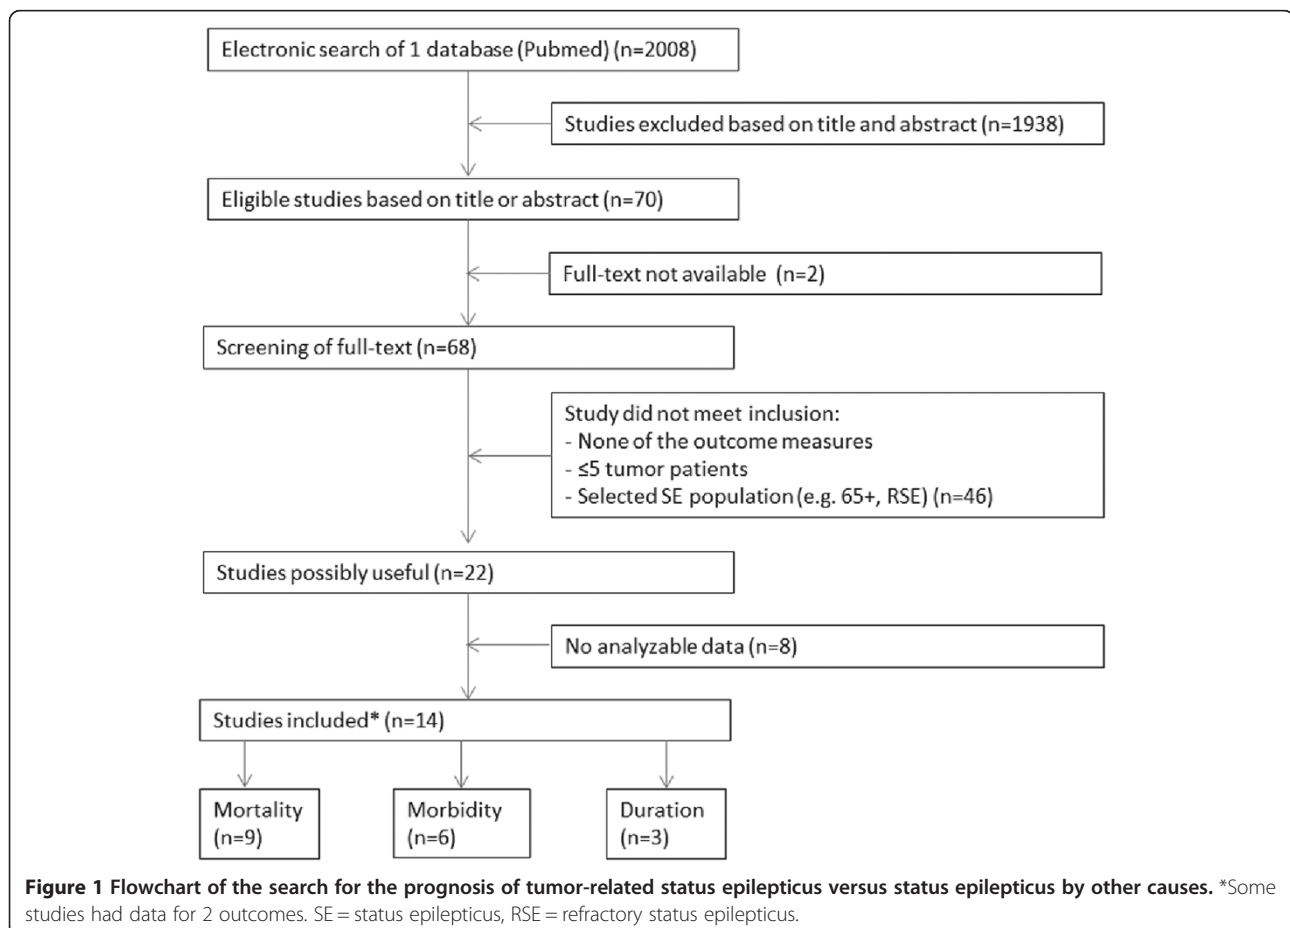 Electronic search of 1 database (Pubmed) (n=2008)
Studies excluded based on title and abstract (n=1938)
Eligible studies based on title or abstract (n=70)
Full-text not available (n=2)
Screening of full-text (n=68)
Study did not meet inclusion:
- None of the outcome measures
- ≤5 tumor patients
- Selected SE population (e.g. 65+, RSE) (n=46)
Studies possibly useful (n=22)
No analyzable data (n=8)
Studies included* (n=14)
Mortality
(n=9)
Morbidity
(n=6)
Duration
(n=3)
Figure 1 Flowchart of the search for the prognosis of tumor-related status epilepticus versus status epilepticus by other causes. *Some
studies had data for 2 outcomes. SE = status epilepticus, RSE = refractory status epilepticus.